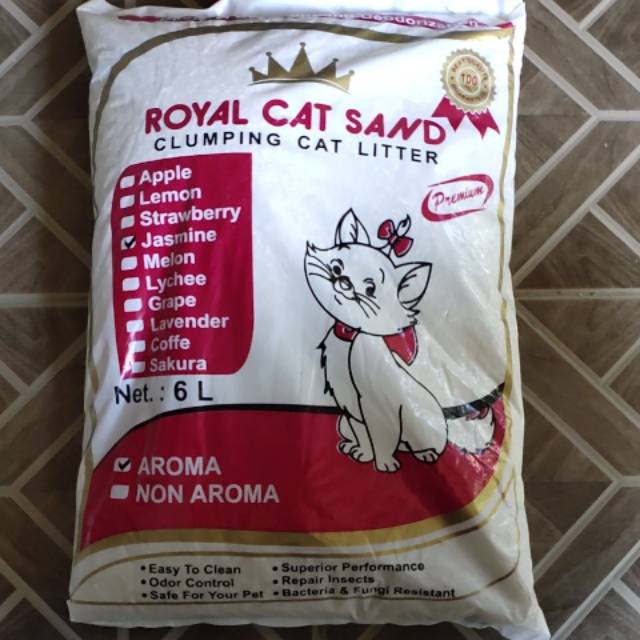 100
ROYAL CAT SAND
CLUMPING CAT LITTER
Premium
Apple
Lemon
Strawberry
Jasmine
Melon
Lychee
Grape
Lavender
Coffe
Sakura
Net. : 6 L
AROMA
NON AROMA
•Easy To Clean
•Odor Control
•Safe For Your Pet
•Superior Performance
•Repair Insects
•Bacteria & Fungi Resistant